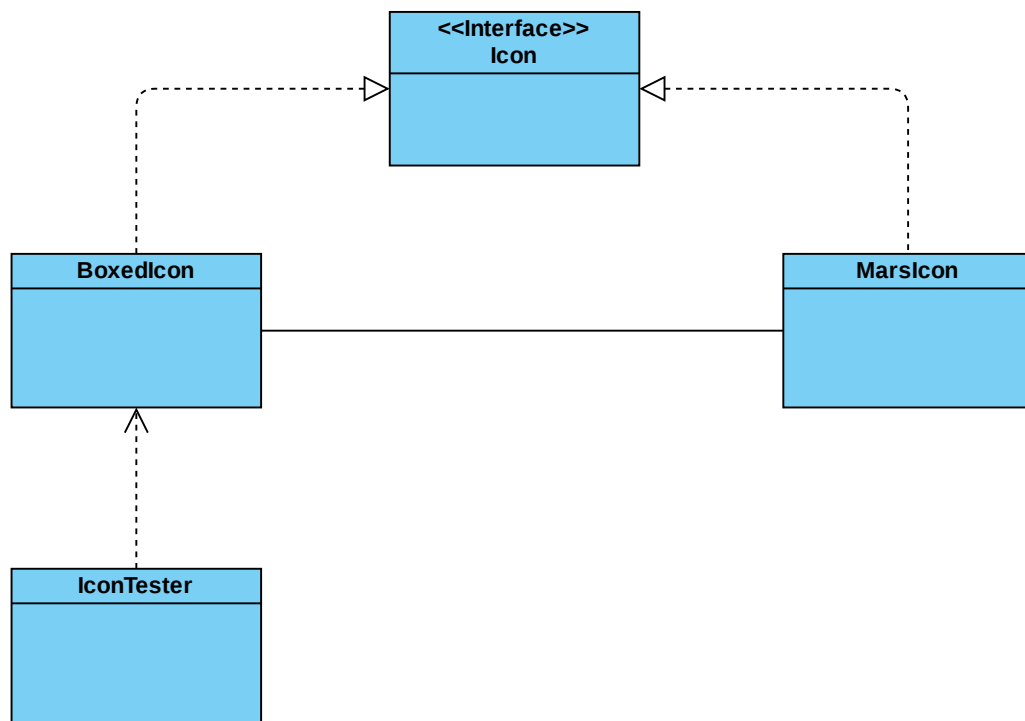 <<Interface>>
Icon
BoxedIcon
MarsIcon
IconTester